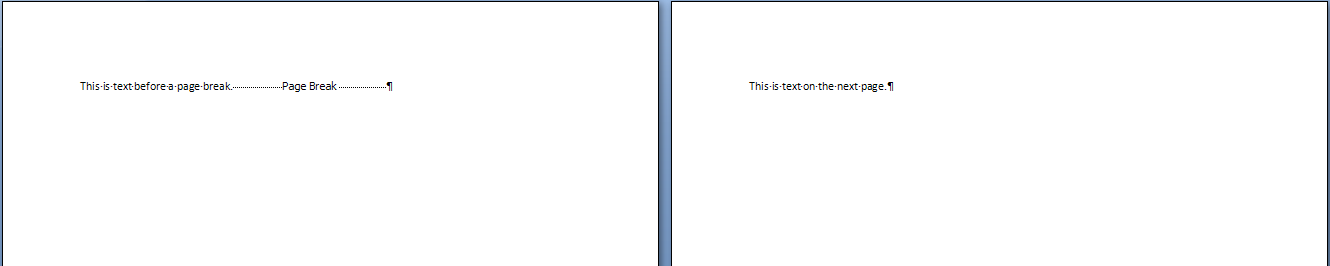 This is text before a page break. Page Break ¶
This is text on the next page.¶